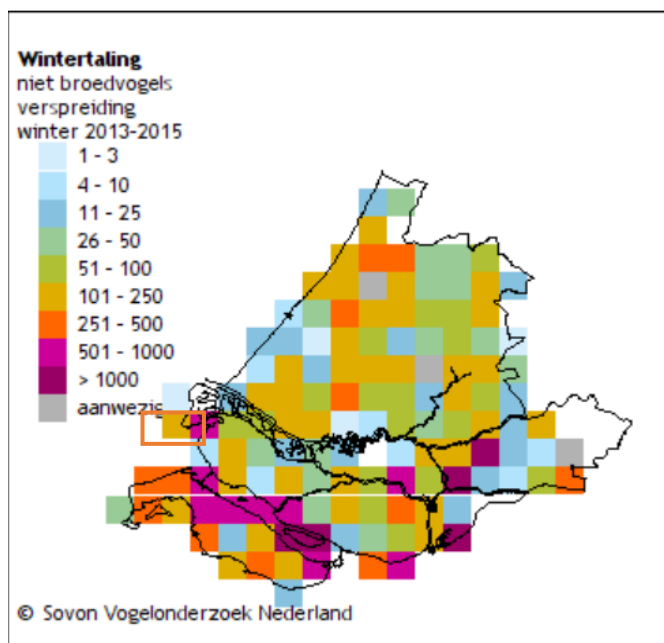 Wintertaling
niet broedvogels
verspreiding
winter 2013-2015
1 - 3
4 - 10
11 - 25
26 - 50
51 - 100
101 - 250
251 - 500
501 - 1000
> 1000
aanwezig
© Sovon Vogelonderzoek Nederland